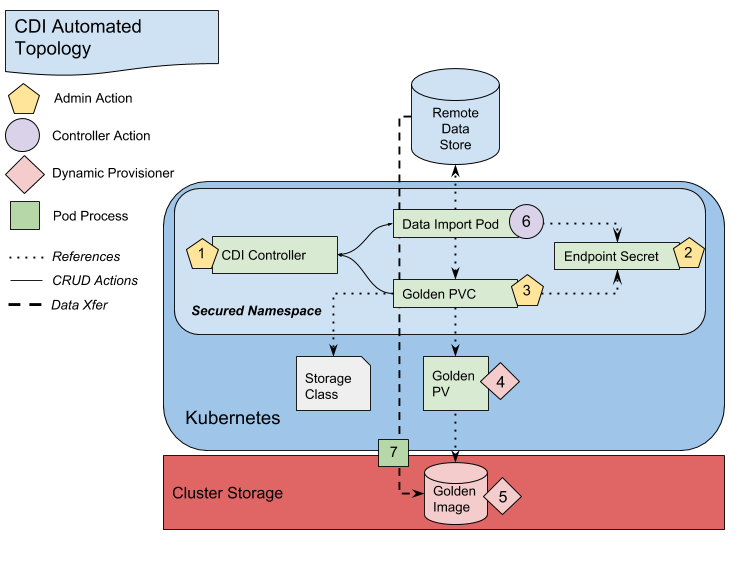 CDI Automated
Topology
Admin Action
Controller Action
Dynamic Provisioner
Pod Process
References
CRUD Actions
Data Xfer
Remote
Data
Store
Data Import Pod
6
1
CDI Controller
Endpoint Secret
2
Golden PVC
3
Secured Namespace
Storage
Class
Golden
PV
4
Kubernetes
7
Cluster Storage
Golden
Image
5